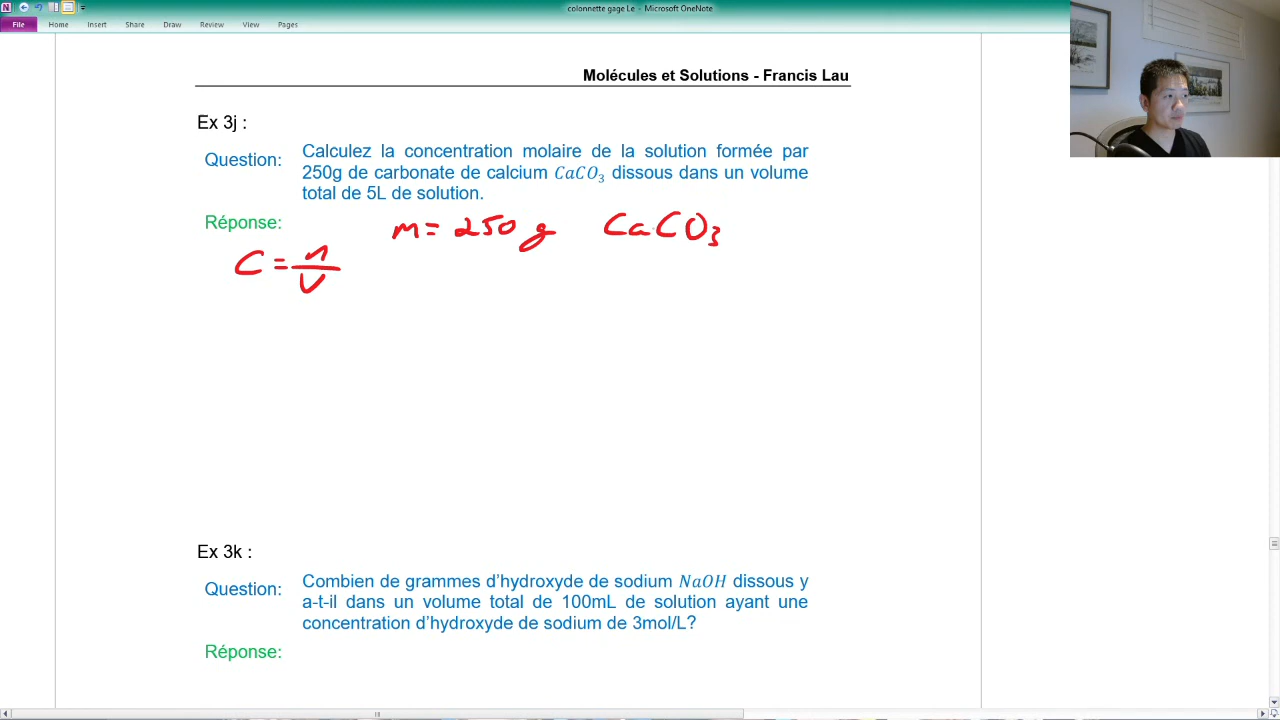 colonnette gage Le - Microsoft OneNote
File Home Insert Share Draw Review View Pages
Molécules et Solutions - Francis Lau
Ex 3j :
Question: Calculez la concentration molaire de la solution formée par
250g de carbonate de calcium CaCO₃ dissous dans un volume
total de 5L de solution.
Réponse: m = 250 g CaCO₃
C = n/V
Ex 3k :
Question: Combien de grammes d'hydroxyde de sodium NaOH dissous y
a-t-il dans un volume total de 100mL de solution ayant une
concentration d'hydroxyde de sodium de 3mol/L?
Réponse: